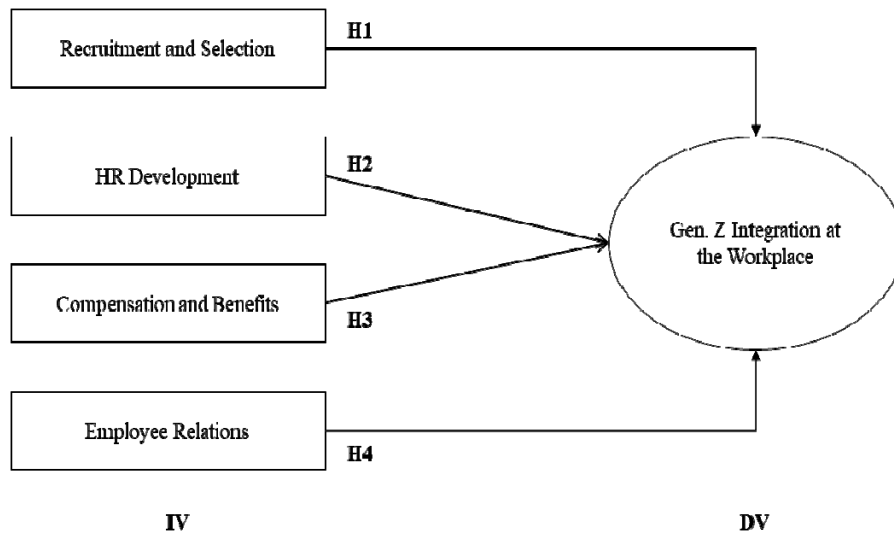 Recruitment and Selection
H1
HR Development
H2
Gen. Z Integration at
the Workplace
Compensation and Benefits
H3
Employee Relations
H4
IV
DV